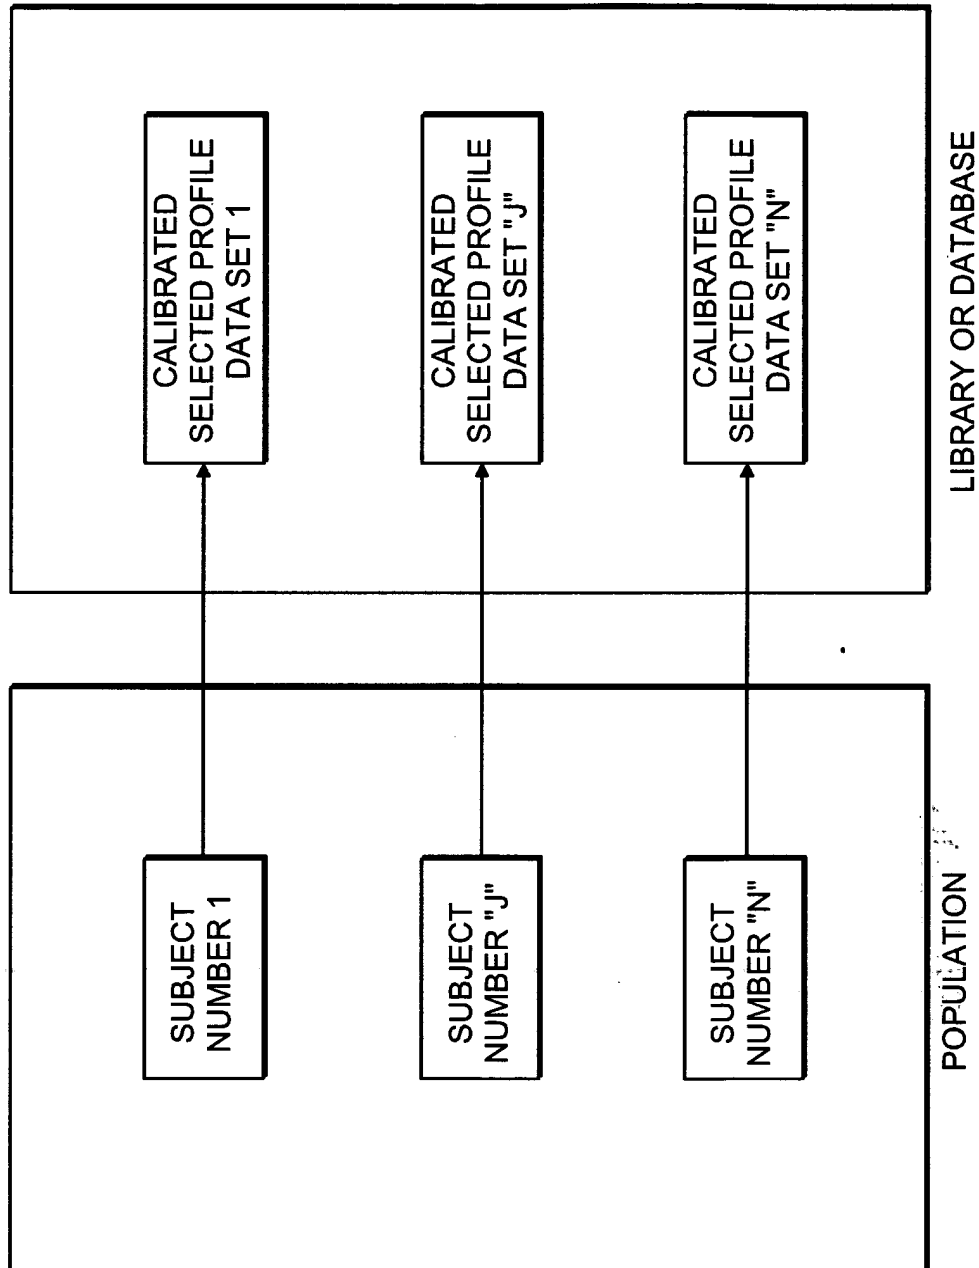 SUBJECT
NUMBER 1
CALIBRATED
SELECTED PROFILE
DATA SET 1
SUBJECT
NUMBER "J"
CALIBRATED
SELECTED PROFILE
DATA SET "J"
SUBJECT
NUMBER "N"
CALIBRATED
SELECTED PROFILE
DATA SET "N"
POPULATION
LIBRARY OR DATABASE